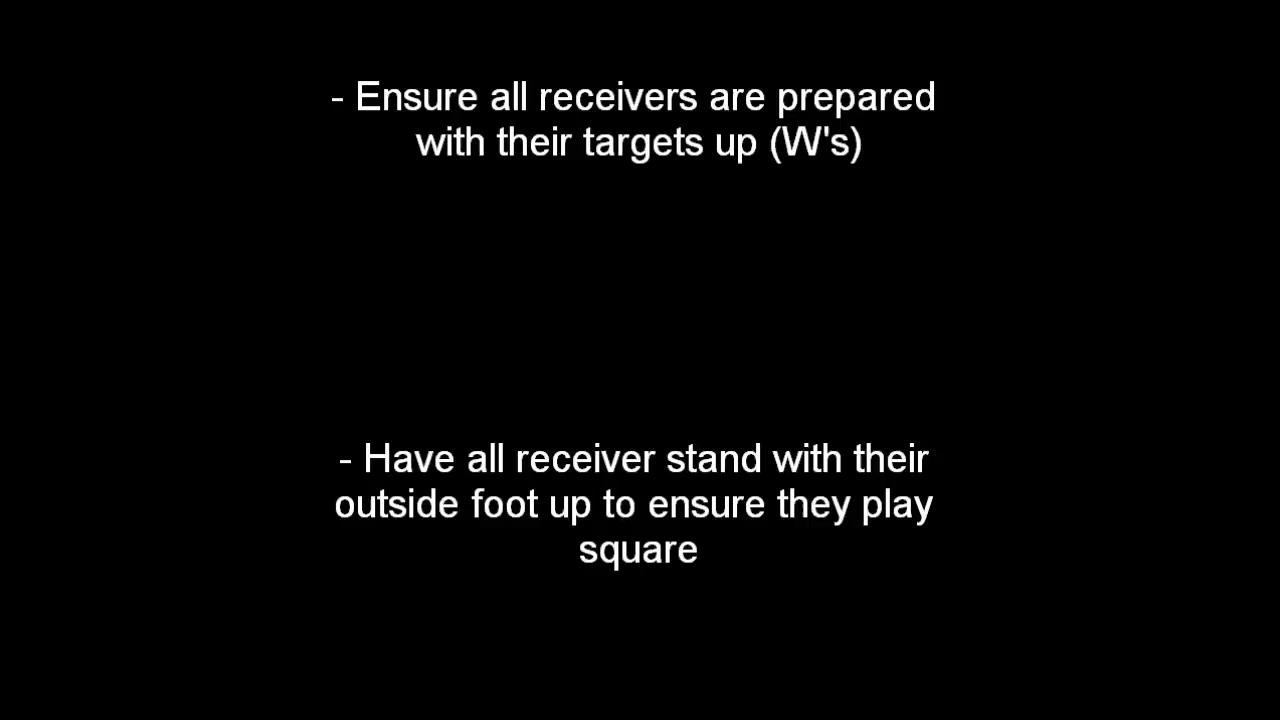 - Ensure all receivers are prepared
with their targets up (W's)
- Have all receiver stand with their
outside foot up to ensure they play
square